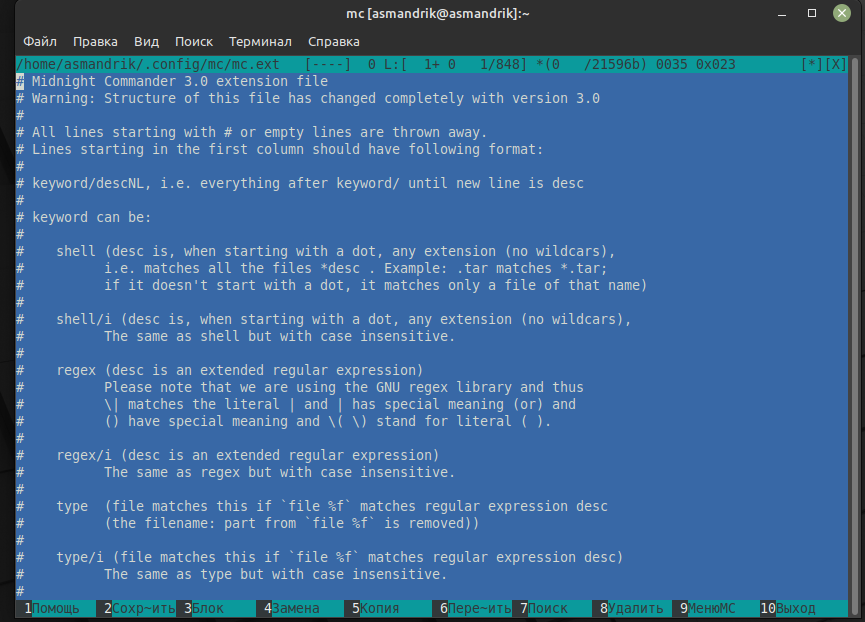 mc [asmandrik@asmandrik]:~
Файл Правка Вид Поиск Терминал Справка
/home/asmandrik/.config/mc/mc.ext   [----]  0 L:[  1+ 0   1/848] *(0   /21596b) 0035 0x023        [*][X]
# Midnight Commander 3.0 extension file
# Warning: Structure of this file has changed completely with version 3.0
#
# All lines starting with # or empty lines are thrown away.
# Lines starting in the first column should have following format:
#
# keyword/descNL, i.e. everything after keyword/ until new line is desc
#
# keyword can be:
#
#    shell (desc is, when starting with a dot, any extension (no wildcars),
#          i.e. matches all the files *desc . Example: .tar matches *.tar;
#          if it doesn't start with a dot, it matches only a file of that name)
#
#    shell/i (desc is, when starting with a dot, any extension (no wildcars),
#          The same as shell but with case insensitive.
#
#    regex (desc is an extended regular expression)
#          Please note that we are using the GNU regex library and thus
#          \| matches the literal | and | has special meaning (or) and
#          () have special meaning and \( \) stand for literal ( ).
#
#    regex/i (desc is an extended regular expression)
#          The same as regex but with case insensitive.
#
#    type  (file matches this if `file %f` matches regular expression desc
#          (the filename: part from `file %f` is removed))
#
#    type/i (file matches this if `file %f` matches regular expression desc)
#          The same as type but with case insensitive.
#
1Помощь 2Сохр~ить 3Блок 4Замена 5Копия 6Пере~ить 7Поиск 8Удалить 9МенюМС 10Выход